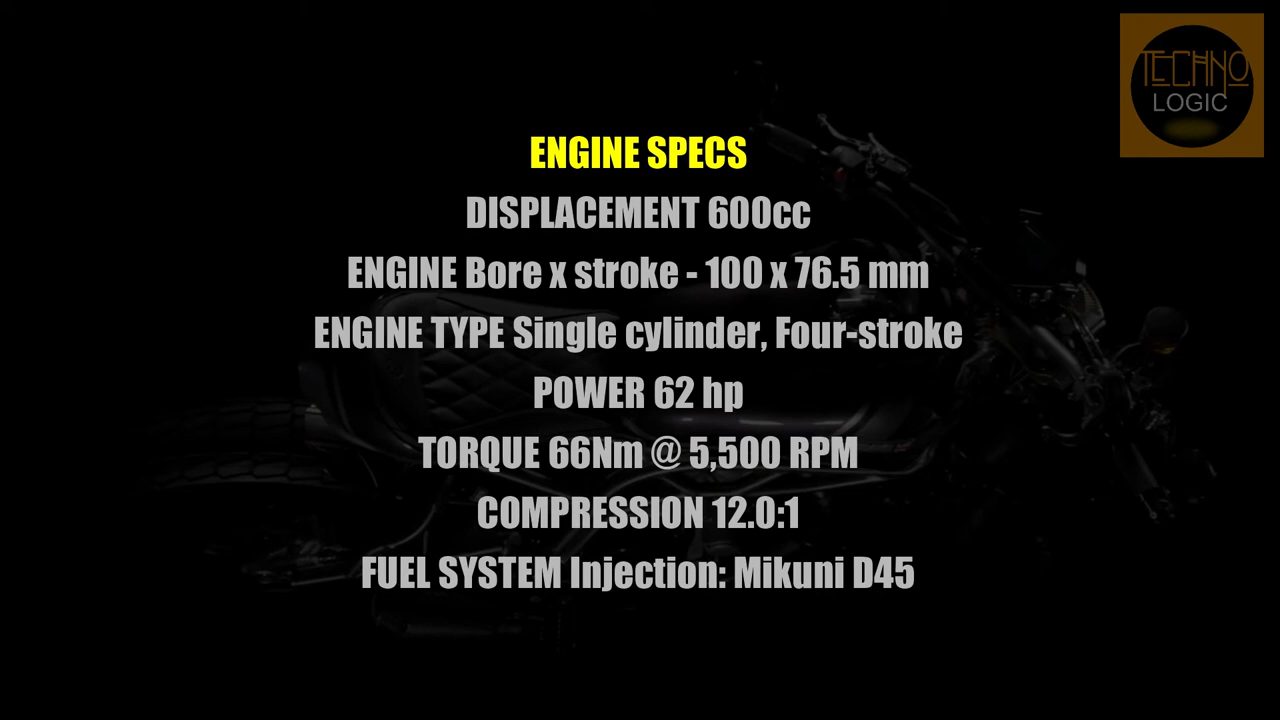 TECHNO
LOGIC
ENGINE SPECS
DISPLACEMENT 600cc
ENGINE Bore x stroke - 100 x 76.5 mm
ENGINE TYPE Single cylinder, Four-stroke
POWER 62 hp
TORQUE 66Nm @ 5,500 RPM
COMPRESSION 12.0:1
FUEL SYSTEM Injection: Mikuni D45